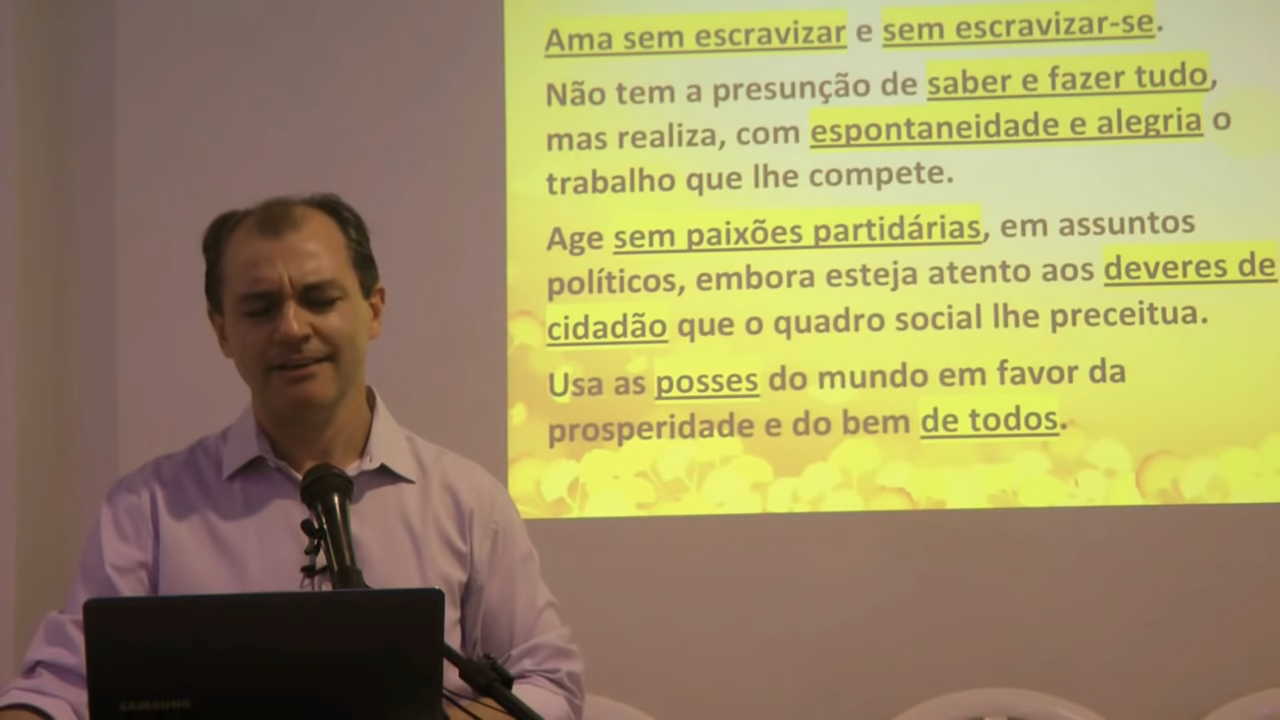 Ama sem escravizar e sem escravizar-se.
Não tem a presunção de saber e fazer tudo,
mas realiza, com espontaneidade e alegria o
trabalho que lhe compete.
Age sem paixões partidárias, em assuntos
políticos, embora esteja atento aos deveres de
cidadão que o quadro social lhe preceitua.
Usa as posses do mundo em favor da
prosperidade e do bem de todos.
SAMSUNG